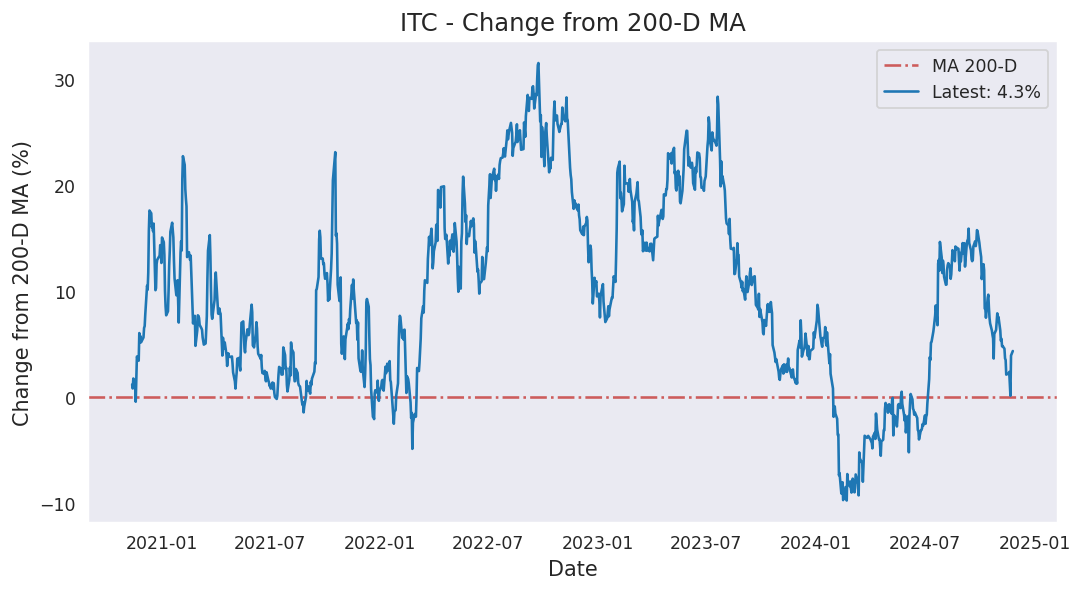 ITC - Change from 200-D MA
MA 200-D
Latest: 4.3%
Change from 200-D MA (%)
30
20
10
0
−10
2021-01 2021-07 2022-01 2022-07 2023-01 2023-07 2024-01 2024-07 2025-01
Date